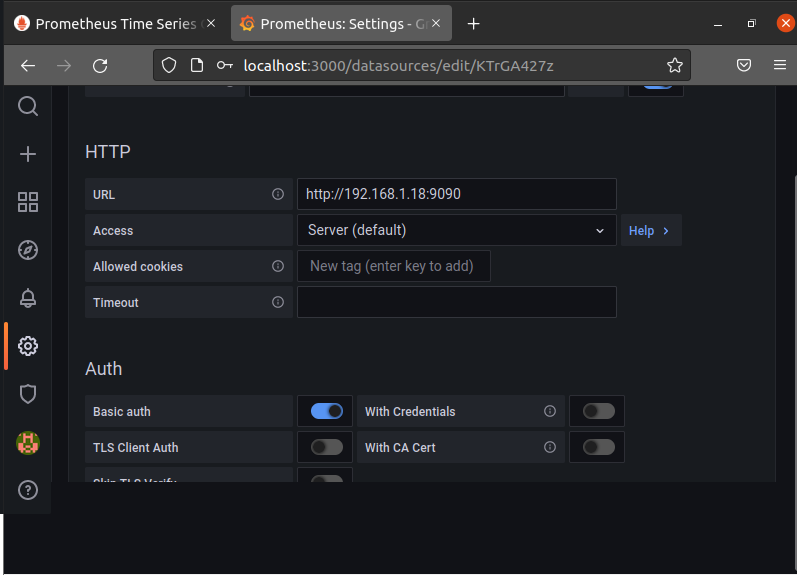 Prometheus Time Series
Prometheus: Settings - G
localhost:3000/datasources/edit/KTrGA427z
HTTP
URL
http://192.168.1.18:9090
Access
Server (default)
Help
Allowed cookies
New tag (enter key to add)
Timeout
Auth
Basic auth
With Credentials
TLS Client Auth
With CA Cert
Skip TLS Verify